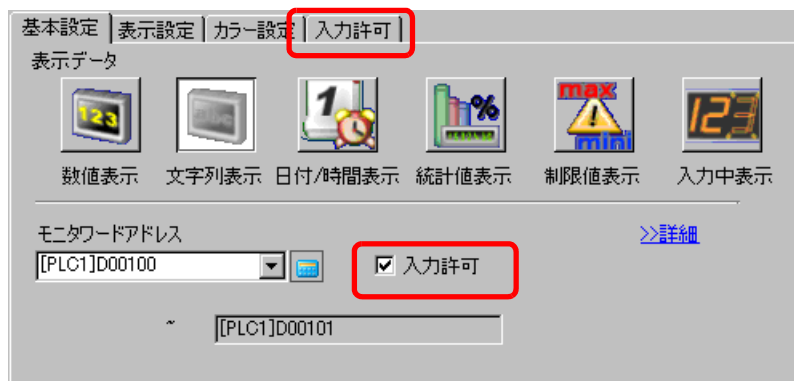 基本設定 表示設定 カラー設定 入力許可
表示データ
123 ABC 1 % max mini 123
数値表示 文字列表示 日付/時間表示 統計値表示 制限値表示 入力中表示
モニタワードアドレス >>詳細
[PLC1]D00100 入力許可
~ [PLC1]D00101